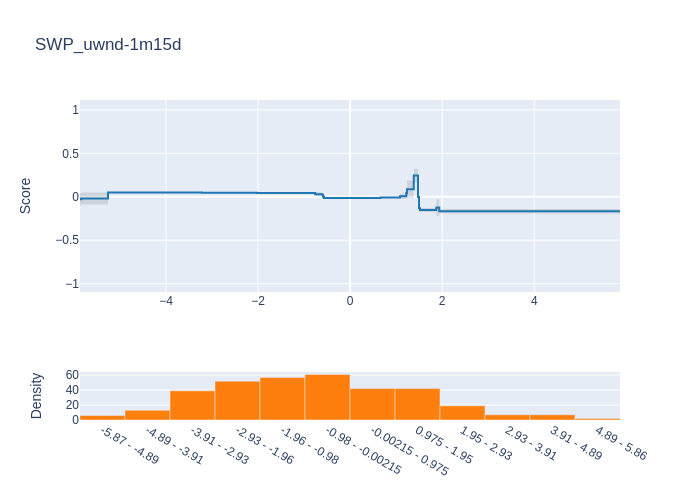 SWP_uwnd-1m15d
1
0.5
0
−0.5
−1
Score
−4
−2
0
2
4
60
40
20
0
Density
-5.87 - -4.89
-4.89 - -3.91
-3.91 - -2.93
-2.93 - -1.96
-1.96 - -0.98
-0.98 - -0.00215
-0.00215 - 0.975
0.975 - 1.95
1.95 - 2.93
2.93 - 3.91
3.91 - 4.89
4.89 - 5.86